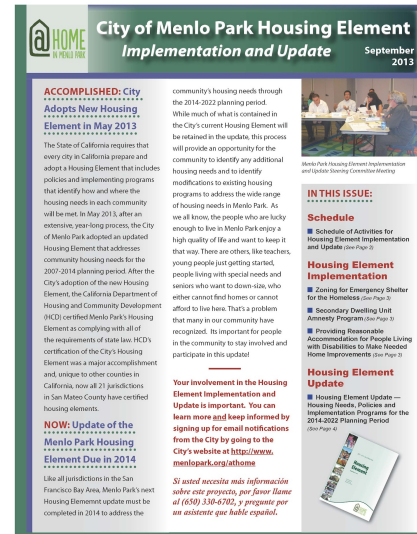 @HOME
IN MENLO PARK
City of Menlo Park Housing Element
Implementation and Update
September
2013
ACCOMPLISHED: City
Adopts New Housing
Element in May 2013
The State of California requires that
every city in California prepare and
adopt a Housing Element that includes
policies and implementing programs
that identify how and where the
housing needs in each community
will be met. In May 2013, after an
extensive, year-long process, the City
of Menlo Park adopted an updated
Housing Element that addresses
community housing needs for the
2007-2014 planning period. After the
City's adoption of the new Housing
Element, the California Department of
Housing and Community Development
(HCD) certified Menlo Park's Housing
Element as complying with all of
the requirements of state law. HCD's
certification of the City's Housing
Element was a major accomplishment
and, unique to other counties in
California, now all 21 jurisdictions
in San Mateo County have certified
housing elements.
NOW: Update of the
Menlo Park Housing
Element Due in 2014
Like all jurisdictions in the San
Francisco Bay Area, Menlo Park's next
Housing Elememnt update must be
completed in 2014 to address the
community's housing needs through
the 2014-2022 planning period.
While much of what is contained in
the City's current Housing Element will
be retained in the update, this process
will provide an opportunity for the
community to identify any additional
housing needs and to identify
modifications to existing housing
programs to address the wide range
of housing needs in Menlo Park. As
we all know, the people who are lucky
enough to live in Menlo Park enjoy a
high quality of life and want to keep it
that way. There are others, like teachers,
young people just getting started,
people living with special needs and
seniors who want to down-size, who
either cannot find homes or cannot
afford to live here. That's a problem
that many in our community have
recognized. Its important for people
in the community to stay involved and
participate in this update!
Your involvement in the Housing
Element Implementation and
Update is important. You can
learn more and keep informed by
signing up for email notifications
from the City by going to the
City's website at http://www.
menlopark.org/athome
Si usted necesita más información
sobre este proyecto, por favor llame
al (650) 330-6702, y pregunte por
un asistente que hable español.
Menlo Park Housing Element Implementation
and Update Steering Committee Meeting
IN THIS ISSUE:
Schedule
Schedule of Activities for
Housing Element Implementation
and Update (See Page 2)
Housing Element
Implementation
Zoning for Emergency Shelter
for the Homeless (See Page 3)
Secondary Dwelling Unit
Amnesty Program (See Page 3)
Providing Reasonable
Accommodation for People Living
with Disabilities to Make Needed
Home Improvements (See Page 3)
Housing Element
Update
Housing Element Update —
Housing Needs, Policies and
Implementation Programs for the
2014-2022 Planning Period
(See Page 4)
Housing
Element